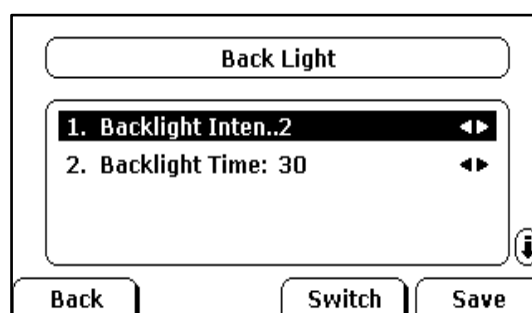 Back Light
1. Backlight Inten..2
2. Backlight Time: 30
Back Switch Save